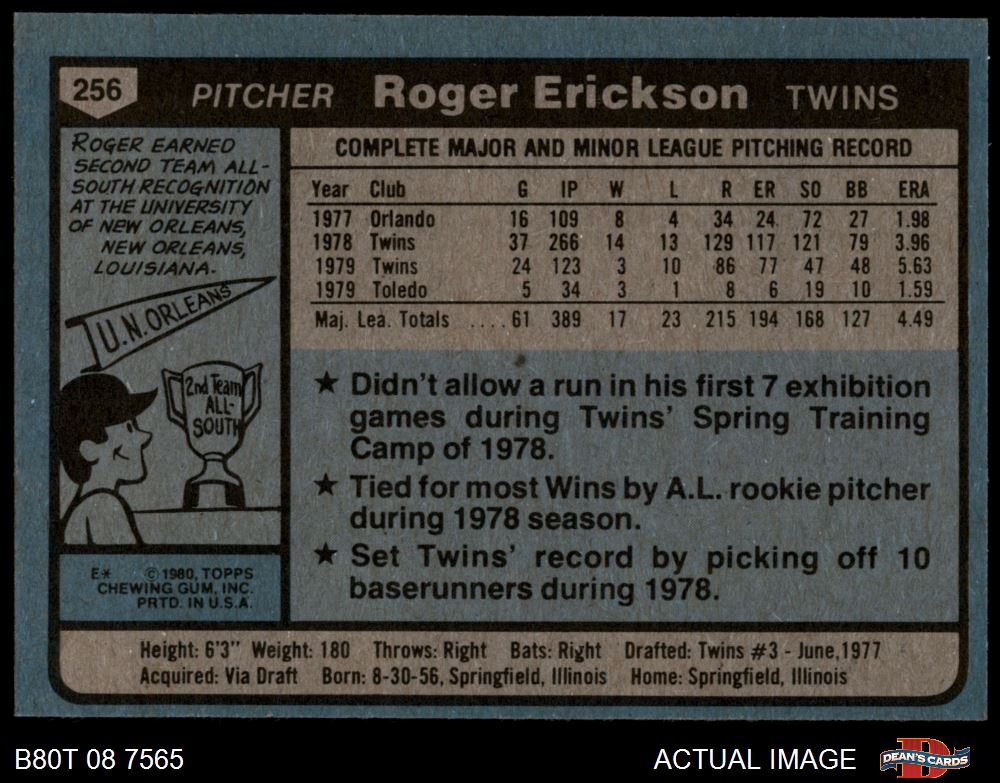 256 PITCHER Roger Erickson TWINS
ROGER EARNED
SECOND TEAM ALL-
SOUTH RECOGNITION
AT THE UNIVERSITY
OF NEW ORLEANS,
NEW ORLEANS,
LOUISIANA.
U.N. ORLEANS
2nd Team
ALL-
SOUTH
E* © 1980, TOPPS
CHEWING GUM, INC.
PRTD. IN U.S.A.
COMPLETE MAJOR AND MINOR LEAGUE PITCHING RECORD
Year Club G IP W L R ER SO BB ERA
1977 Orlando 16 109 8 4 34 24 72 27 1.98
1978 Twins 37 266 14 13 129 117 121 79 3.96
1979 Twins 24 123 3 10 86 77 47 48 5.63
1979 Toledo 5 34 3 1 8 6 19 10 1.59
Maj. Lea. Totals ....61 389 17 23 215 194 168 127 4.49
★ Didn't allow a run in his first 7 exhibition
games during Twins' Spring Training
Camp of 1978.
★ Tied for most Wins by A.L. rookie pitcher
during 1978 season.
★ Set Twins' record by picking off 10
baserunners during 1978.
Height: 6'3" Weight: 180 Throws: Right Bats: Right Drafted: Twins #3 - June,1977
Acquired: Via Draft Born: 8-30-56, Springfield, Illinois Home: Springfield, Illinois
B80T 08 7565 ACTUAL IMAGE DEAN'S CARDS